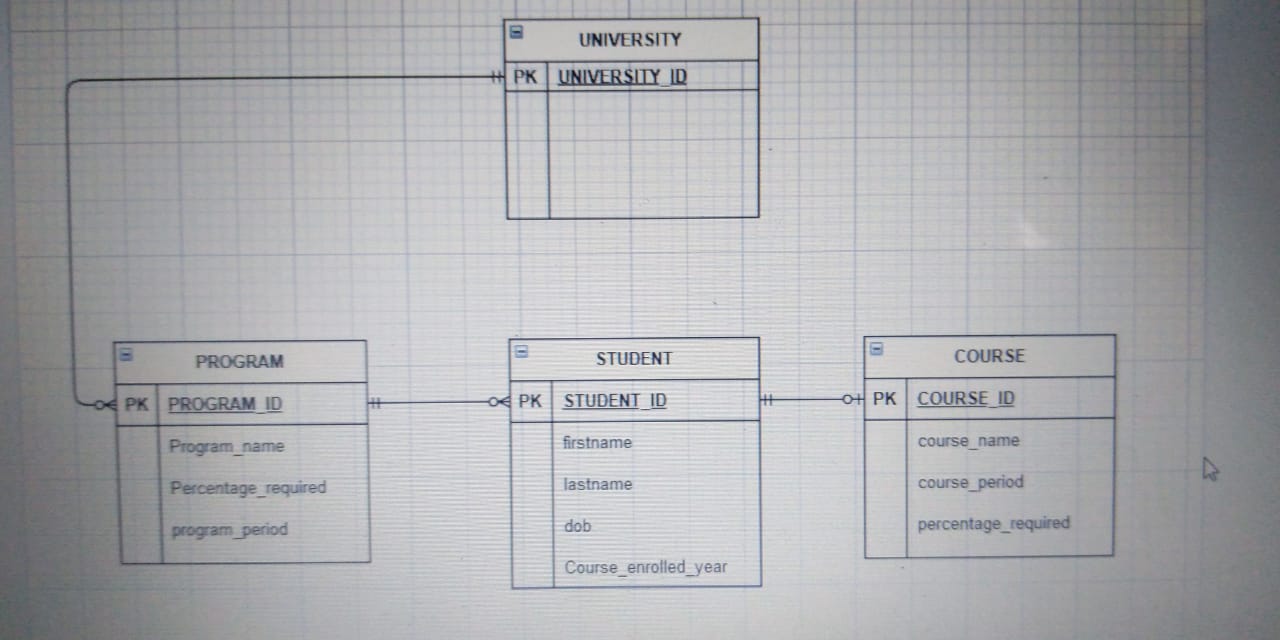 UNIVERSITY
PK UNIVERSITY_ID
PROGRAM
PK PROGRAM_ID
Program_name
Percentage_required
program_period
STUDENT
PK STUDENT_ID
firstname
lastname
dob
Course_enrolled_year
COURSE
PK COURSE_ID
course_name
course_period
percentage_required